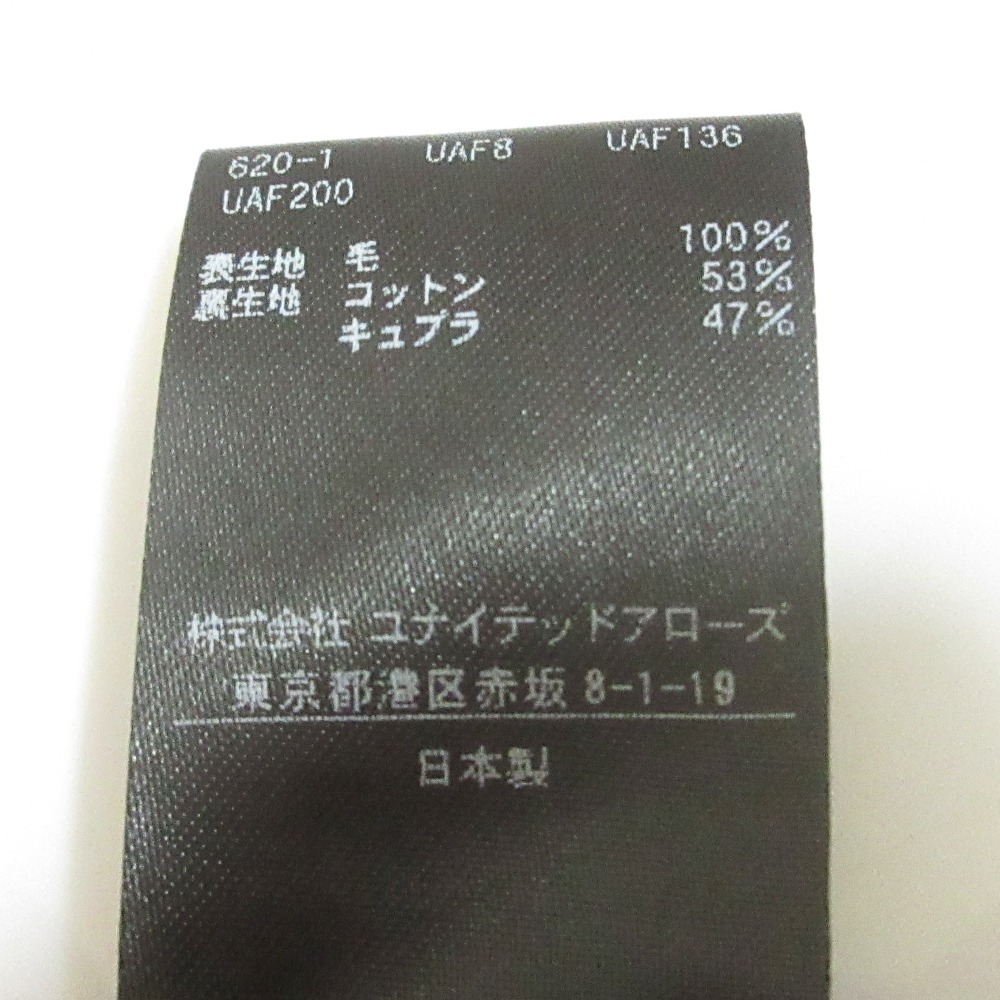 620-1 UAF8 UAF136
UAF200
表生地 毛 100%
裏生地 コットン 53%
キュプラ 47%
株式会社 ユナイテッドアローズ
東京都港区赤坂 8-1-19
日本製